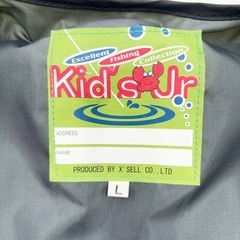 Excellent Fishing Collection
Kid's Jr
ADDRESS
NAME
PRODUCED BY X'SELL CO., LTD
L